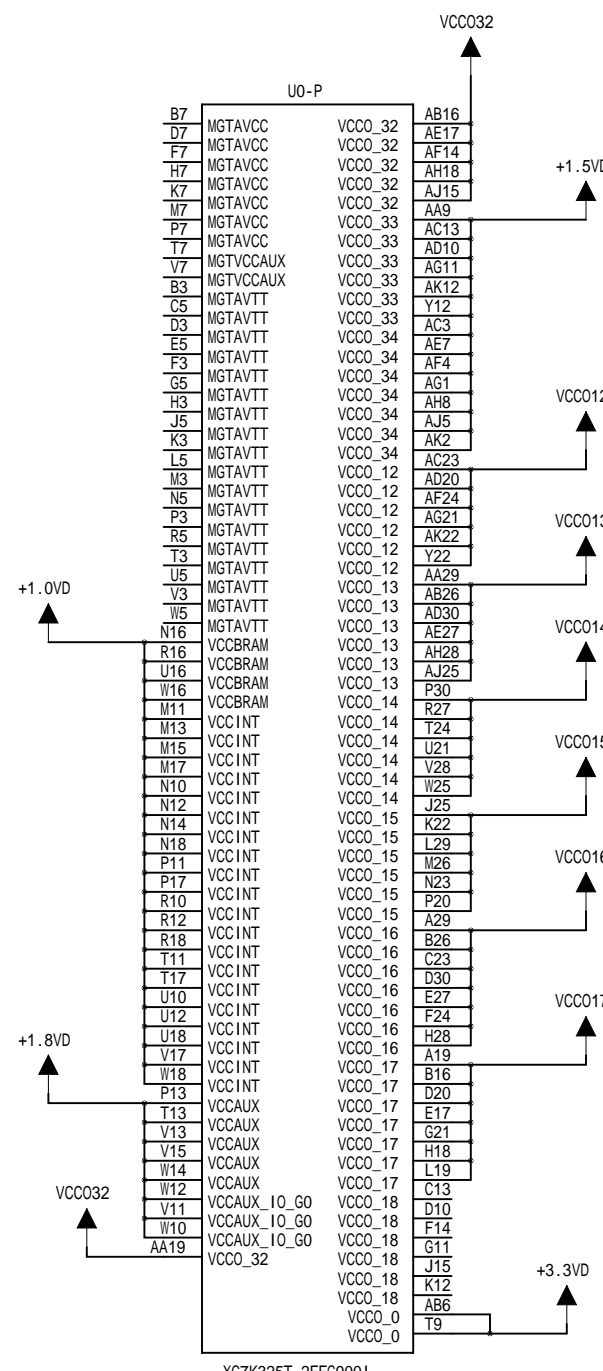 VCCO32
U0-P
B7 MGTAVCC VCCO_32 AB16
D7 MGTAVCC VCCO_32 AE17
F7 MGTAVCC VCCO_32 AF14
H7 MGTAVCC VCCO_32 AH18
+1.5VD
K7 MGTAVCC VCCO_32 AJ15
M7 MGTAVCC VCCO_33 AA9
P7 MGTAVCC VCCO_33 AC13
T7 MGTVCCAUX VCCO_33 AD10
V7 MGTVCCAUX VCCO_33 AG11
B3 MGTAVTT VCCO_33 AK12
C5 MGTAVTT VCCO_33 Y12
D3 MGTAVTT VCCO_34 AC3
E5 MGTAVTT VCCO_34 AE7
F3 MGTAVTT VCCO_34 AF4
G5 MGTAVTT VCCO_34 AG1
VCCO12
H3 MGTAVTT VCCO_34 AH8
J5 MGTAVTT VCCO_34 AJ5
K3 MGTAVTT VCCO_34 AK2
L5 MGTAVTT VCCO_12 AC23
M3 MGTAVTT VCCO_12 AD20
N5 MGTAVTT VCCO_12 AF24
VCCO13
P3 MGTAVTT VCCO_12 AG21
R5 MGTAVTT VCCO_12 AK22
T3 MGTAVTT VCCO_12 Y22
U5 MGTAVTT VCCO_13 AA29
+1.0VD
V3 MGTAVTT VCCO_13 AB26
W5 MGTAVTT VCCO_13 AD30
VCCO14
N16 VCCBRAM VCCO_13 AE27
R16 VCCBRAM VCCO_13 AH28
U16 VCCBRAM VCCO_13 AJ25
W16 VCCBRAM VCCO_14 P30
M11 VCCINT VCCO_14 R27
M13 VCCINT VCCO_14 T24
VCCO15
M15 VCCINT VCCO_14 U21
M17 VCCINT VCCO_14 V28
N10 VCCINT VCCO_14 W25
N12 VCCINT VCCO_15 J25
N14 VCCINT VCCO_15 K22
N18 VCCINT VCCO_15 L29
VCCO16
P11 VCCINT VCCO_15 M26
P17 VCCINT VCCO_15 N23
R10 VCCINT VCCO_15 P20
R12 VCCINT VCCO_16 A29
R18 VCCINT VCCO_16 B26
T11 VCCINT VCCO_16 C23
T17 VCCINT VCCO_16 D30
U10 VCCINT VCCO_16 E27
VCCO17
U12 VCCINT VCCO_16 F24
+1.8VD
U18 VCCINT VCCO_16 H28
V17 VCCINT VCCO_17 A19
W18 VCCINT VCCO_17 B16
P13 VCCAUX VCCO_17 D20
T13 VCCAUX VCCO_17 E17
V13 VCCAUX VCCO_17 G21
V15 VCCAUX VCCO_17 H18
W14 VCCAUX VCCO_17 L19
VCCO32
W12 VCCAUX_IO_G0 VCCO_18 C13
V11 VCCAUX_IO_G0 VCCO_18 D10
W10 VCCAUX_IO_G0 VCCO_18 F14
AA19 VCCO_32 VCCO_18 G11
+3.3VD
VCCO_18 J15
VCCO_18 K12
VCCO_0 AB6
VCCO_0 T9